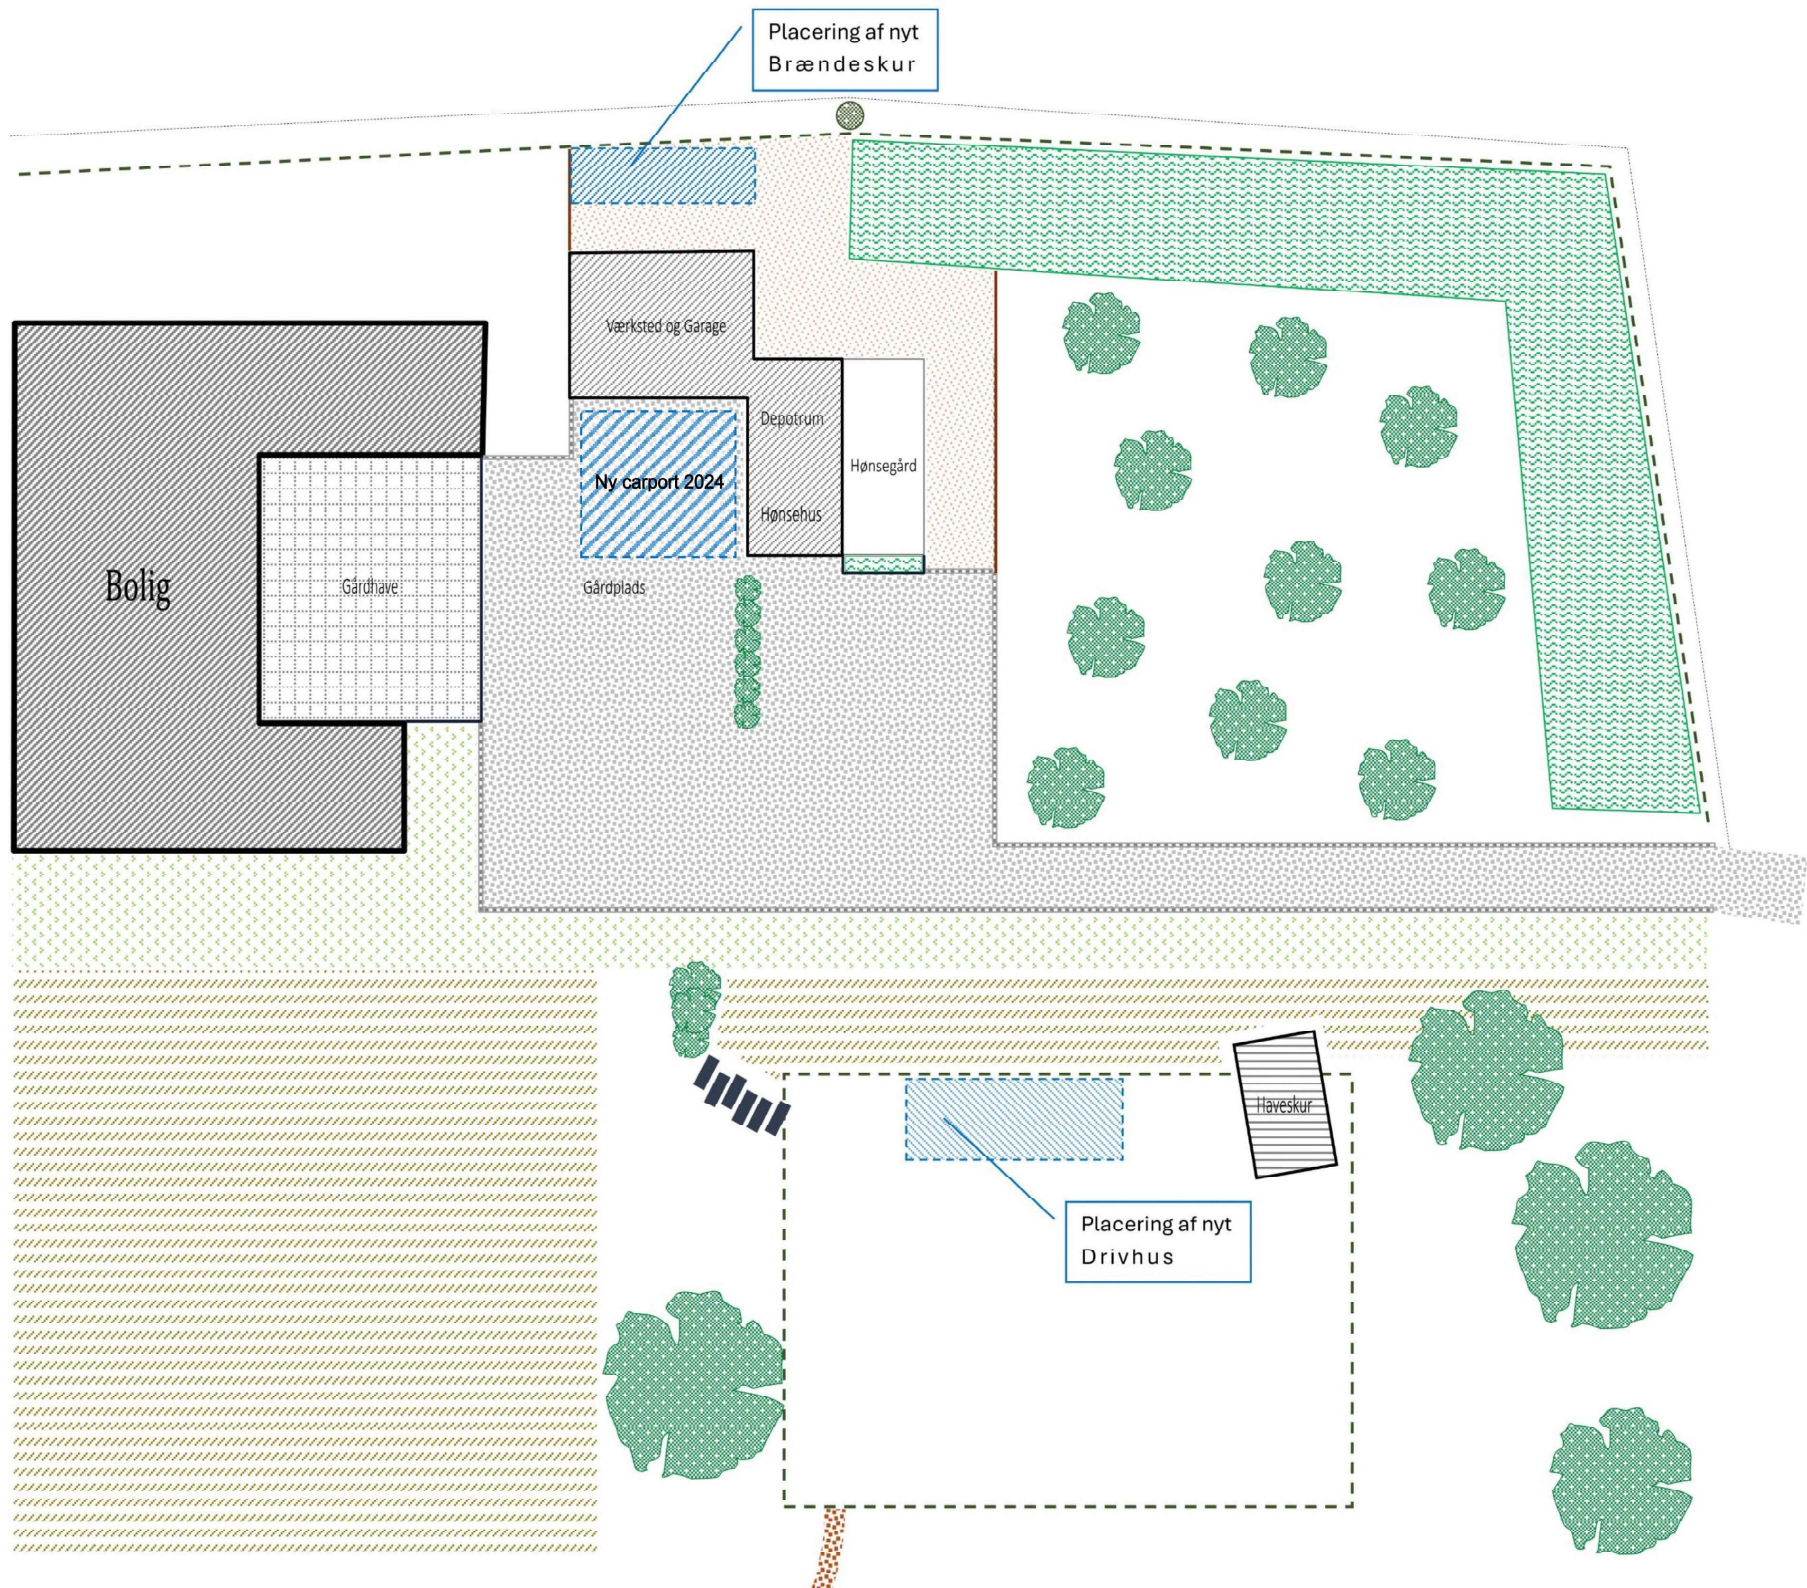 Placering af nyt
Brændeskur
Værksted og Garage
Depotrum
Hønsegård
Ny carport 2024
Hønsehus
Bolig
Gårdhave
Gårdplads
Haveskur
Placering af nyt
Drivhus